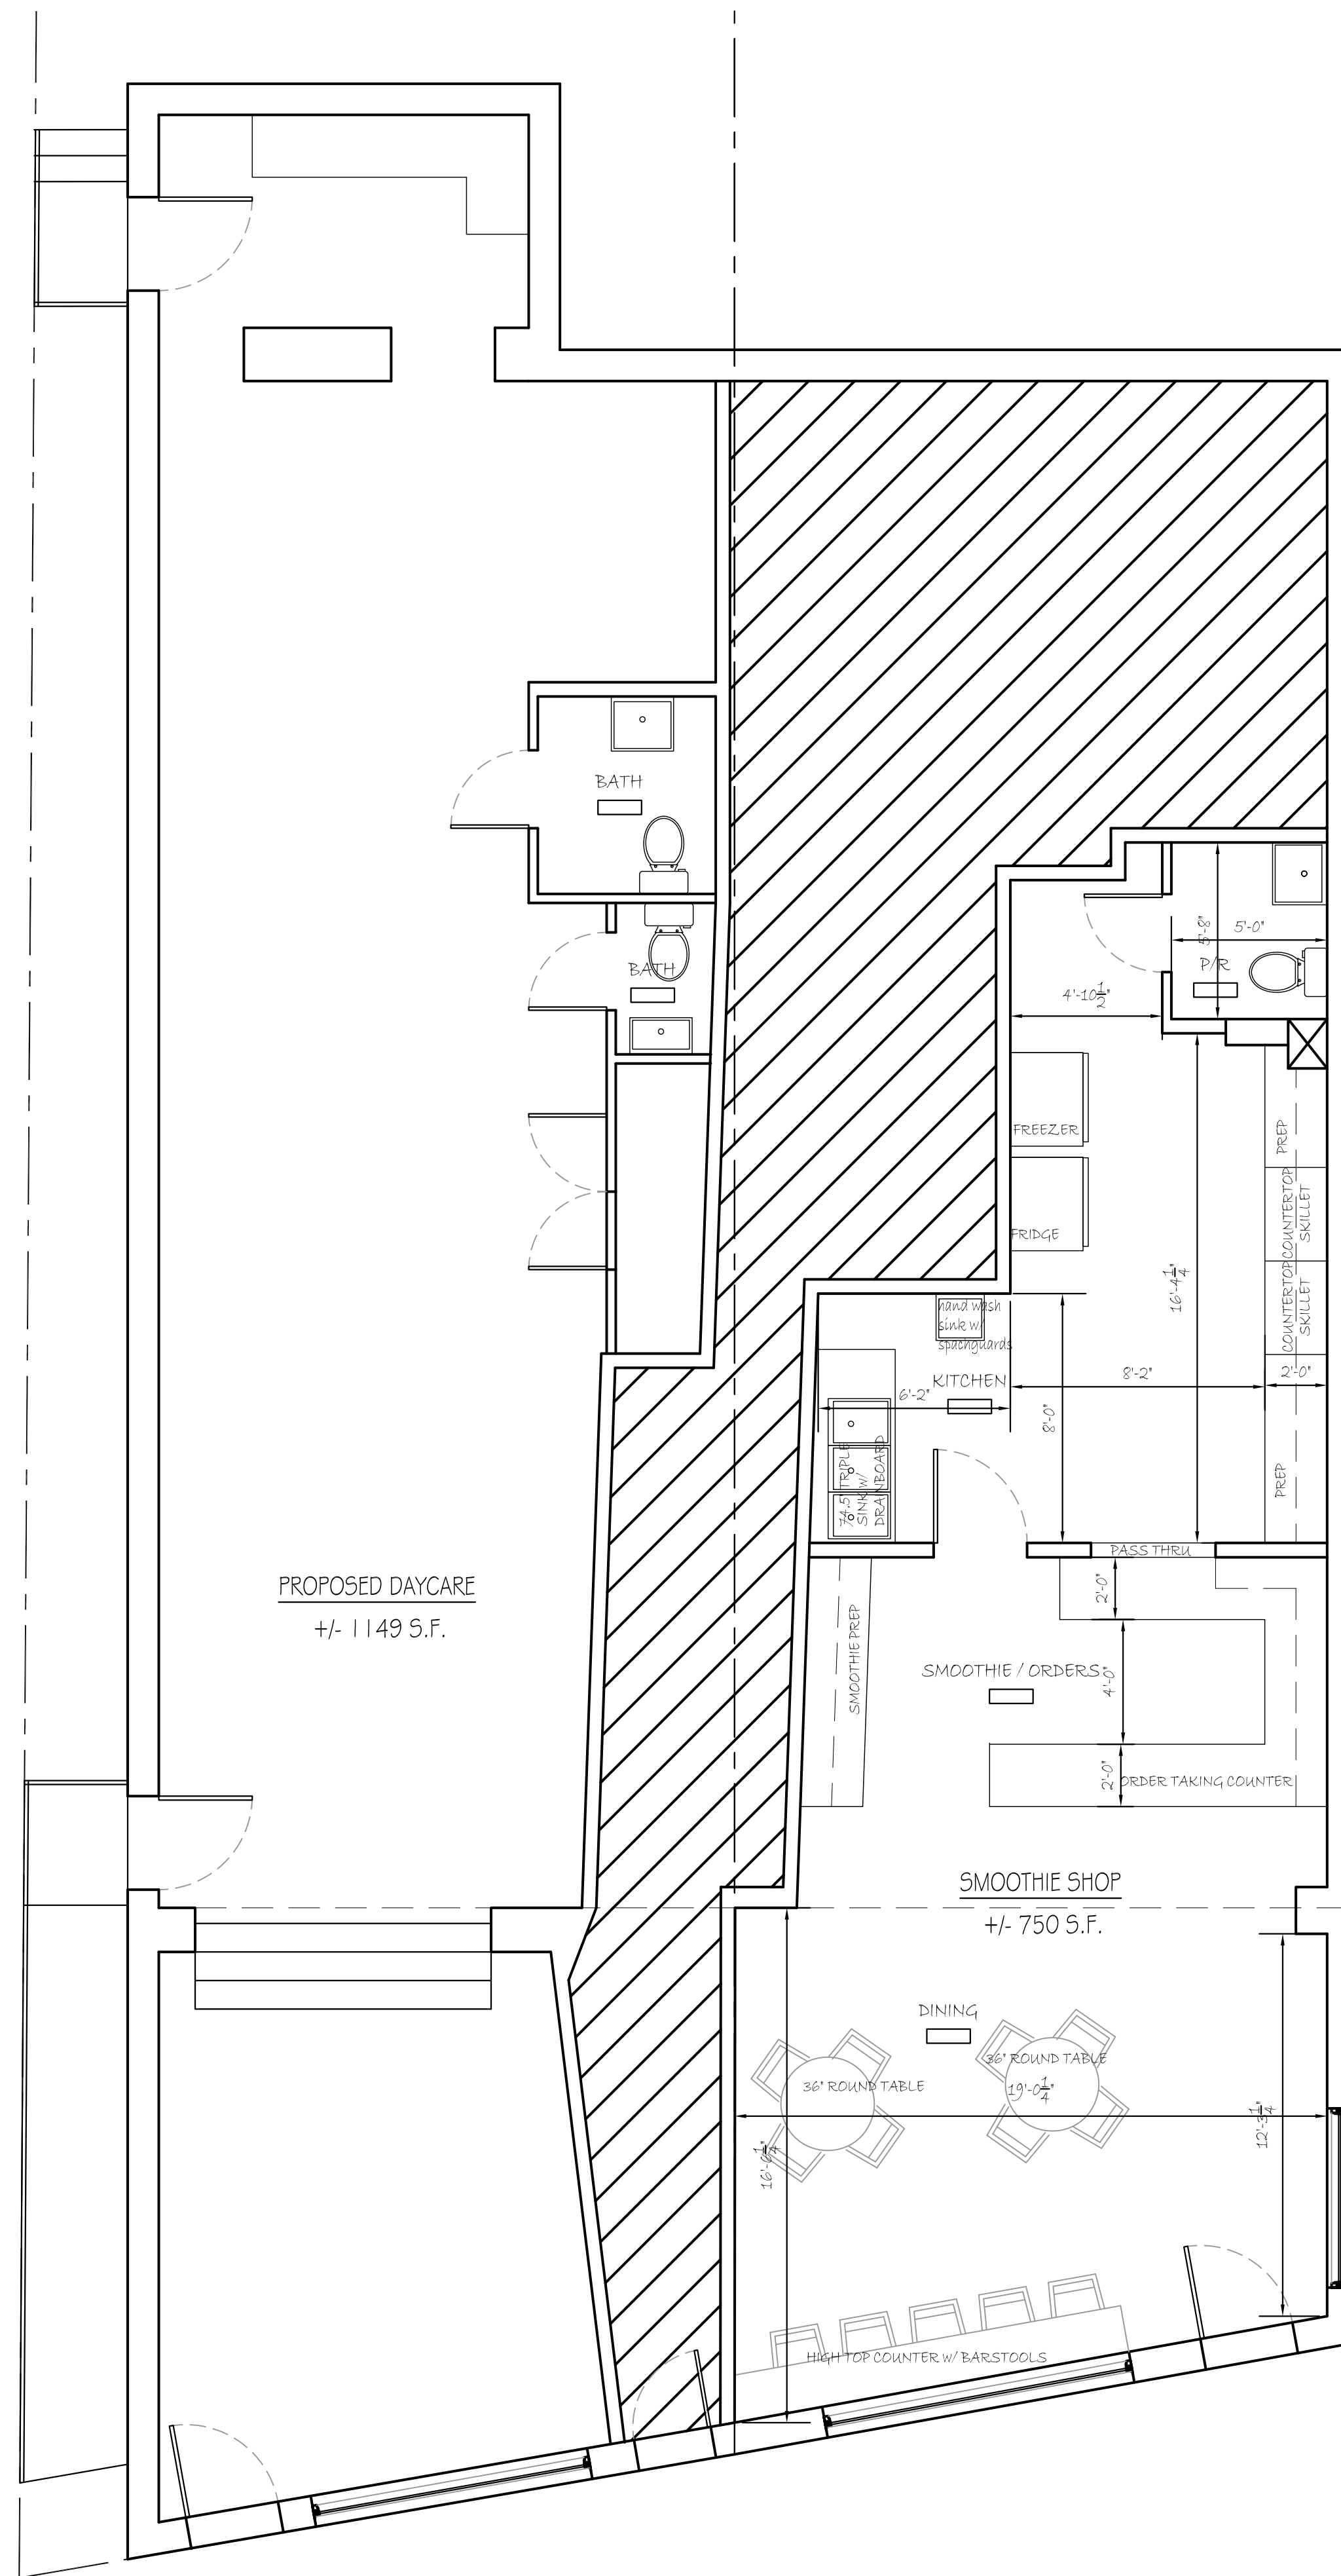 BATH
BATH
5'-8"
5'-0"
P/R
4'-10 1/2"
FREEZER
PREP
FRIDGE
COUNTERTOP
SKILLET
16'-4 1/4"
COUNTERTOP
SKILLET
hand wash
sink w/
spachguards
KITCHEN
6'-2"
8'-2"
2'-0"
8'-0"
74.5" TRIPLE
SINK w/
DRAINBOARD
PREP
PASS THRU
PROPOSED DAYCARE
+/- 1149 S.F.
2'-0"
SMOOTHIE PREP
SMOOTHIE / ORDERS
4'-0"
2'-0"
ORDER TAKING COUNTER
SMOOTHIE SHOP
+/- 750 S.F.
DINING
36" ROUND TABLE
36" ROUND TABLE
19'-0 1/4"
12'-3 1/4"
HIGH TOP COUNTER w/ BARSTOOLS